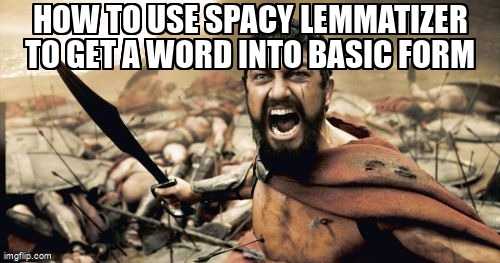 HOW TO USE SPACY LEMMATIZER
TO GET A WORD INTO BASIC FORM
imgflip.com